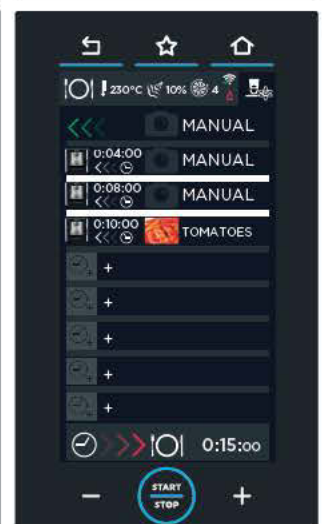 230°C 10% 4
MANUAL
0:04:00 MANUAL
0:08:00 MANUAL
0:10:00 TOMATOES
+
+
+
+
+
0:15:00
START
STOP
− +